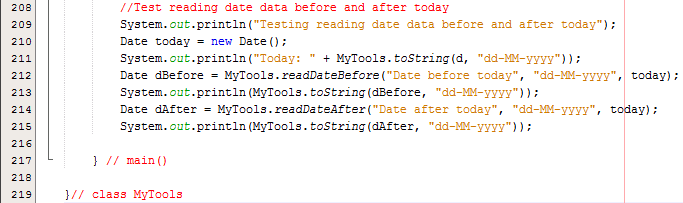 208 //Test reading date data before and after today
209 System.out.println("Testing reading date data before and after today");
210 Date today = new Date();
211 System.out.println("Today: " + MyTools.toString(d, "dd-MM-yyyy"));
212 Date dBefore = MyTools.readDateBefore("Date before today", "dd-MM-yyyy", today);
213 System.out.println(MyTools.toString(dBefore, "dd-MM-yyyy"));
214 Date dAfter = MyTools.readDateAfter("Date after today", "dd-MM-yyyy", today);
215 System.out.println(MyTools.toString(dAfter, "dd-MM-yyyy"));
216
217 } // main()
218
219 }// class MyTools